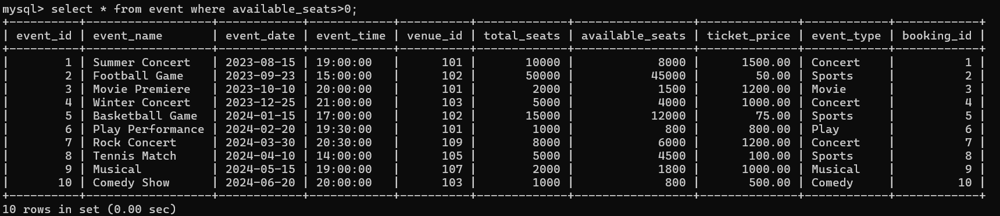 mysql> select * from event where available_seats>0;
+----------+------------------+------------+------------+----------+-------------+-----------------+--------------+------------+------------+
| event_id | event_name       | event_date | event_time | venue_id | total_seats | available_seats | ticket_price | event_type | booking_id |
+----------+------------------+------------+------------+----------+-------------+-----------------+--------------+------------+------------+
|        1 | Summer Concert   | 2023-08-15 | 19:00:00   |      101 |       10000 |            8000 |      1500.00 | Concert    |          1 |
|        2 | Football Game    | 2023-09-23 | 15:00:00   |      102 |       50000 |           45000 |        50.00 | Sports     |          2 |
|        3 | Movie Premiere   | 2023-10-10 | 20:00:00   |      101 |        2000 |            1500 |      1200.00 | Movie      |          3 |
|        4 | Winter Concert   | 2023-12-25 | 21:00:00   |      103 |        5000 |            4000 |      1000.00 | Concert    |          4 |
|        5 | Basketball Game  | 2024-01-15 | 17:00:00   |      102 |       15000 |           12000 |        75.00 | Sports     |          5 |
|        6 | Play Performance | 2024-02-20 | 19:30:00   |      101 |        1000 |             800 |       800.00 | Play       |          6 |
|        7 | Rock Concert     | 2024-03-30 | 20:30:00   |      109 |        8000 |            6000 |      1200.00 | Concert    |          7 |
|        8 | Tennis Match     | 2024-04-10 | 14:00:00   |      105 |        5000 |            4500 |       100.00 | Sports     |          8 |
|        9 | Musical          | 2024-05-15 | 19:00:00   |      107 |        2000 |            1800 |      1000.00 | Musical    |          9 |
|       10 | Comedy Show      | 2024-06-20 | 20:00:00   |      103 |        1000 |             800 |       500.00 | Comedy     |         10 |
+----------+------------------+------------+------------+----------+-------------+-----------------+--------------+------------+------------+
10 rows in set (0.00 sec)